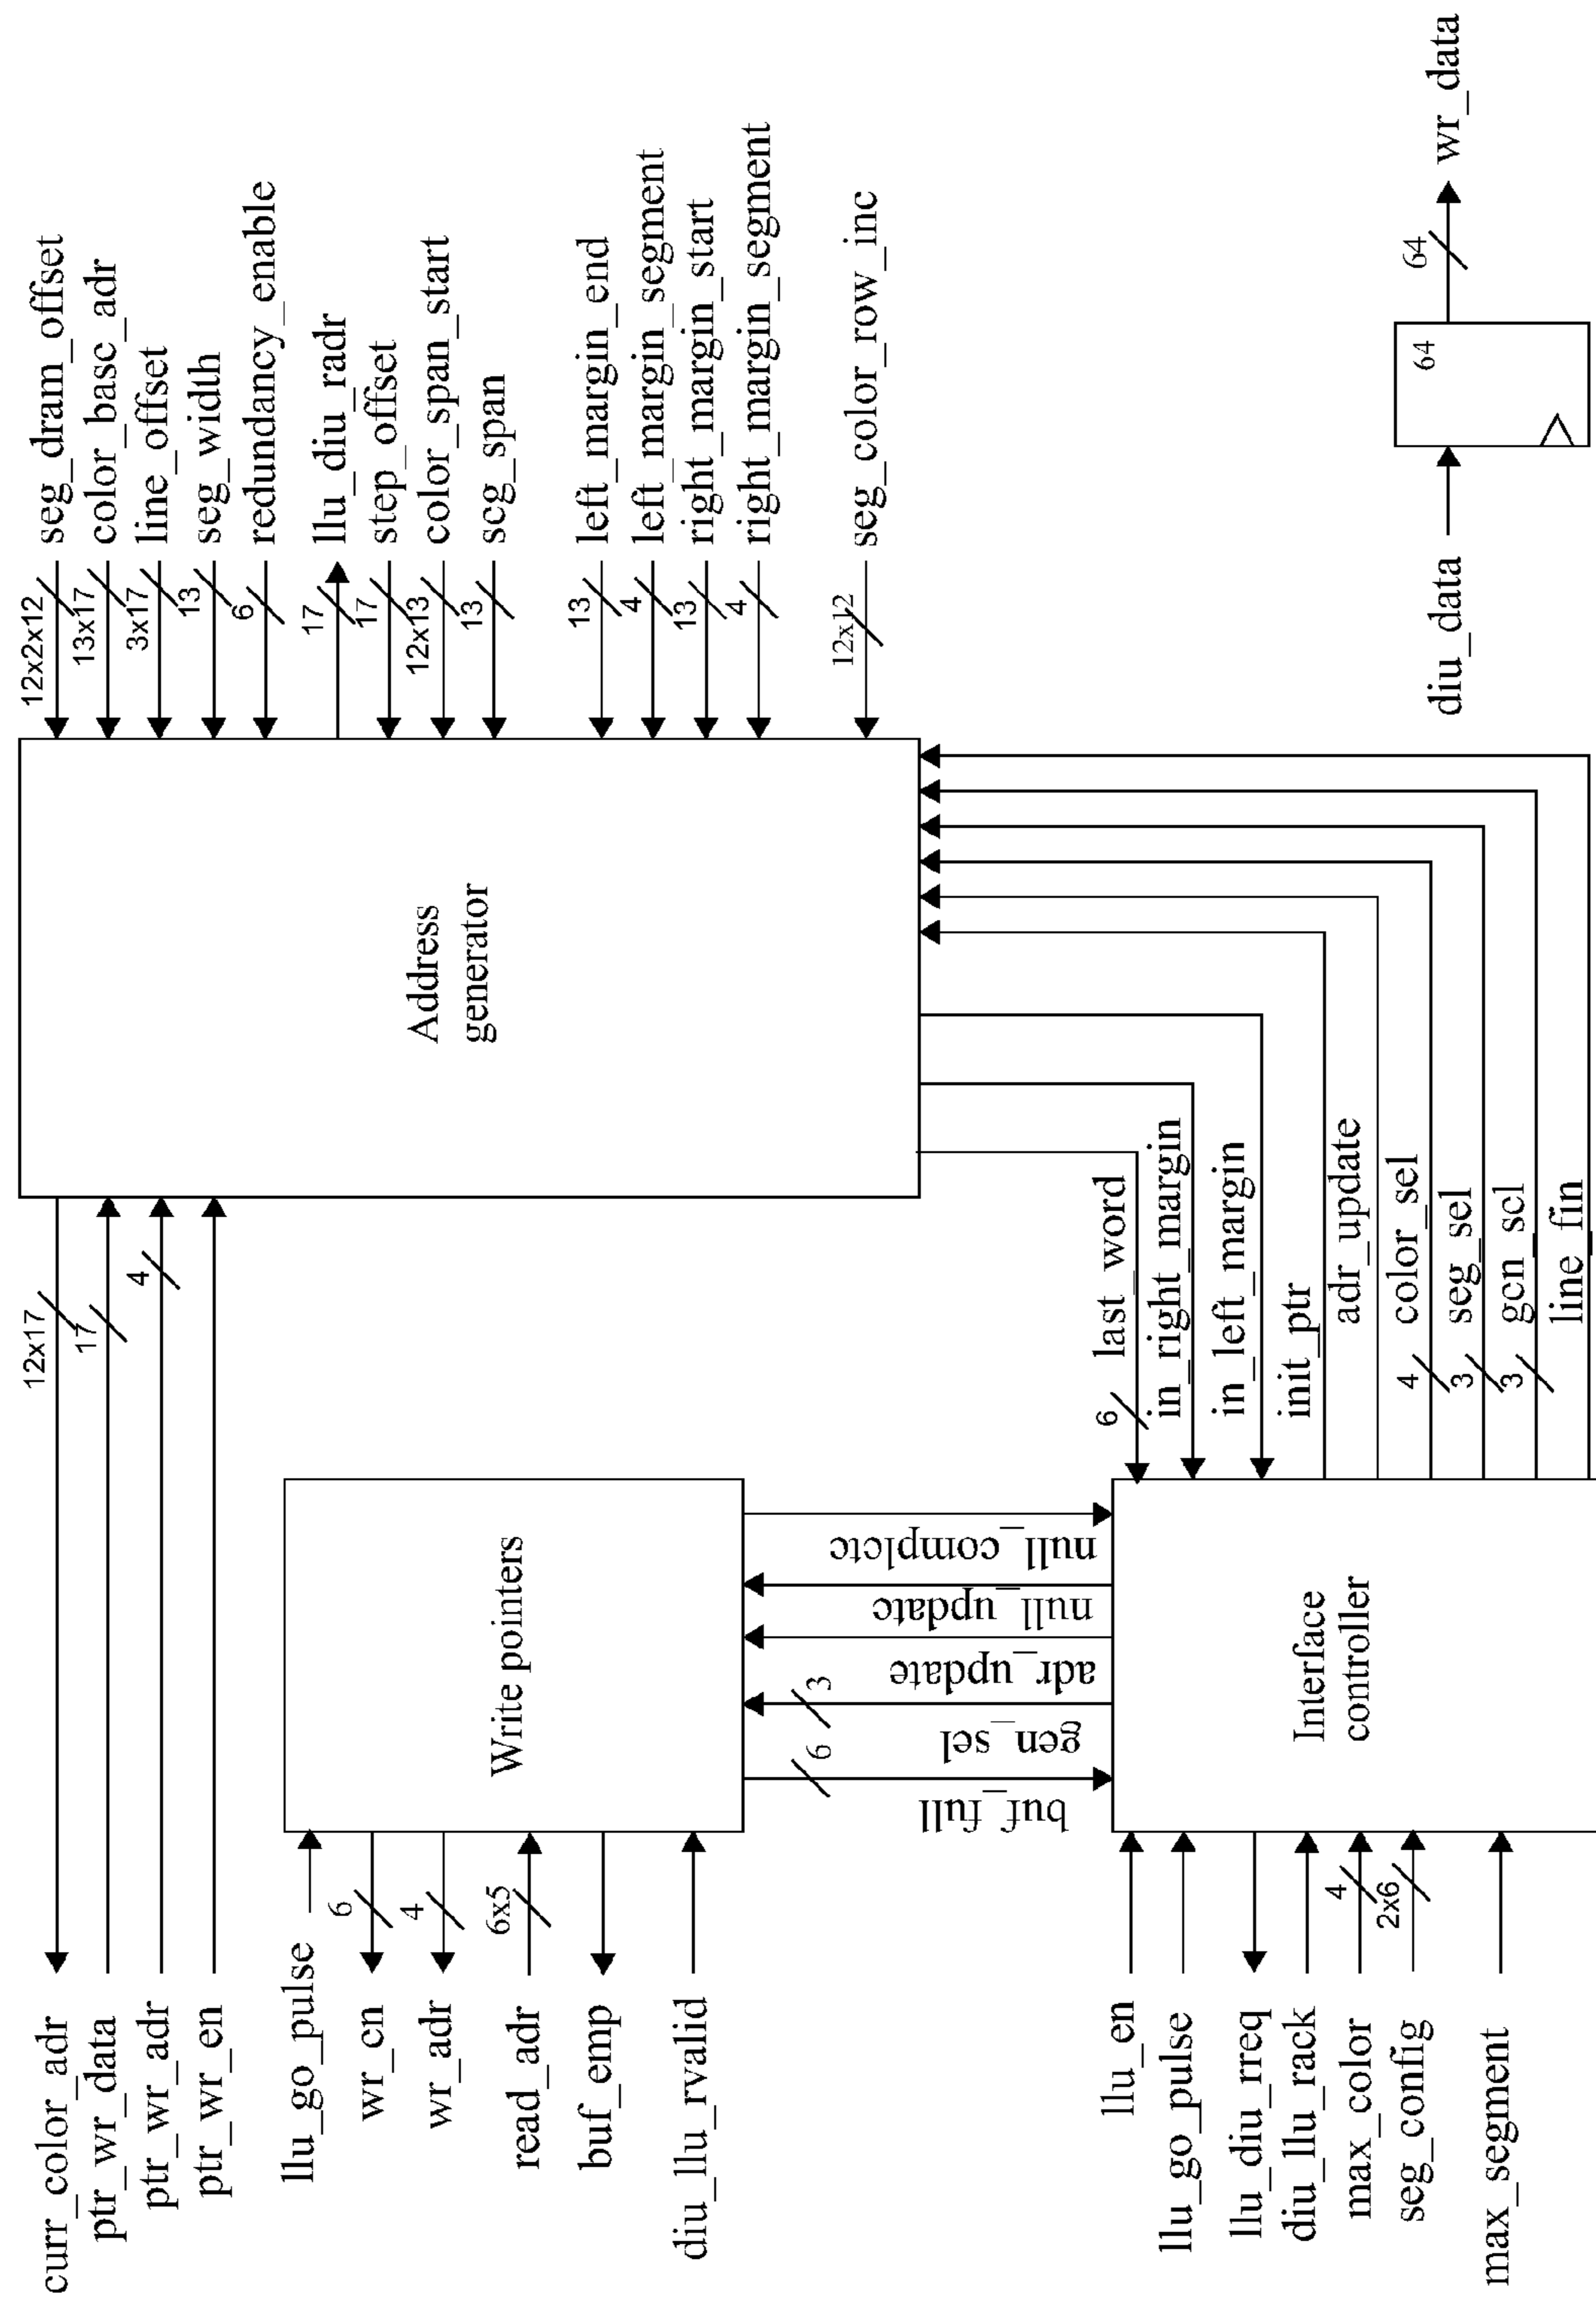 curr_color_adr
12x17
ptr_wr_data
17
ptr_wr_adr
4
ptr_wr_en
12x2x12
seg_dram_offset
13x17
color_basc_adr
3x17
line_offset
13
seg_width
6
redundancy_enable
17
llu_diu_radr
17
step_offset
12x13
color_span_start
13
scg_span
13
left_margin_end
4
left_margin_segment
13
right_margin_start
4
right_margin_segment
12x12
seg_color_row_inc
Address
generator
llu_go_pulse
6
wr_cn
4
wr_adr
6x5
read_adr
buf_emp
diu_llu_rvalid
Write pointers
null_complctc
null_updatc
adr_update
3
gen_scl
6
buf_full
6
last_word
in_right_margin
in_left_margin
init_ptr
adr_update
4
color_sel
3
seg_sel
3
gcn_scl
line_fin
llu_en
llu_go_pulse
llu_diu_rreq
diu_llu_rack
4
max_color
2x6
seg_config
max_segment
Interface
controller
diu_data
64
64
wr_data